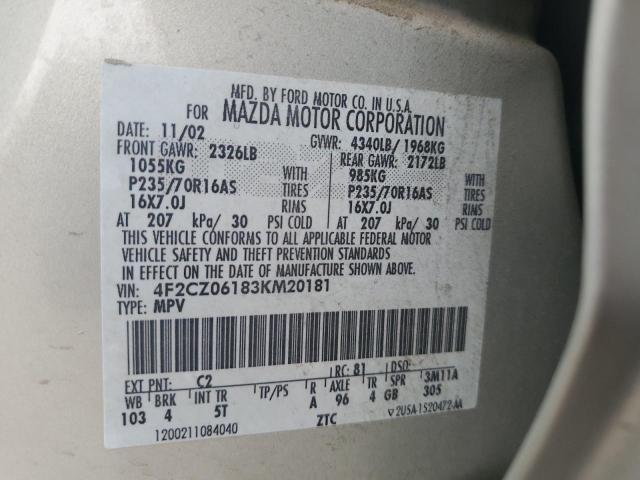 MFD. BY FORD MOTOR CO. IN U.S.A.
FOR MAZDA MOTOR CORPORATION
DATE: 11/02 GVWR: 4340LB/ 1968KG
FRONT GAWR: 2326LB REAR GAWR: 2172LB
1055KG WITH 985KG WITH
P235/70R16AS TIRES P235/70R16AS TIRES
16X7.0J RIMS 16X7.0J RIMS
AT 207 kPa/ 30 PSI COLD AT 207 kPa/ 30 PSI COLD
THIS VEHICLE CONFORMS TO ALL APPLICABLE FEDERAL MOTOR
VEHICLE SAFETY AND THEFT PREVENTION STANDARDS
IN EFFECT ON THE DATE OF MANUFACTURE SHOWN ABOVE.
VIN: 4F2CZ06183KM20181
TYPE: MPV
EXT PNT: C2 RC: 81 DSO:
WB BRK INT TR TP/PS R AXLE TR SPR 3M11A
103 4 5T A 96 4 GB 305
1200211084040 ZTC V2U5A-1520472-AA